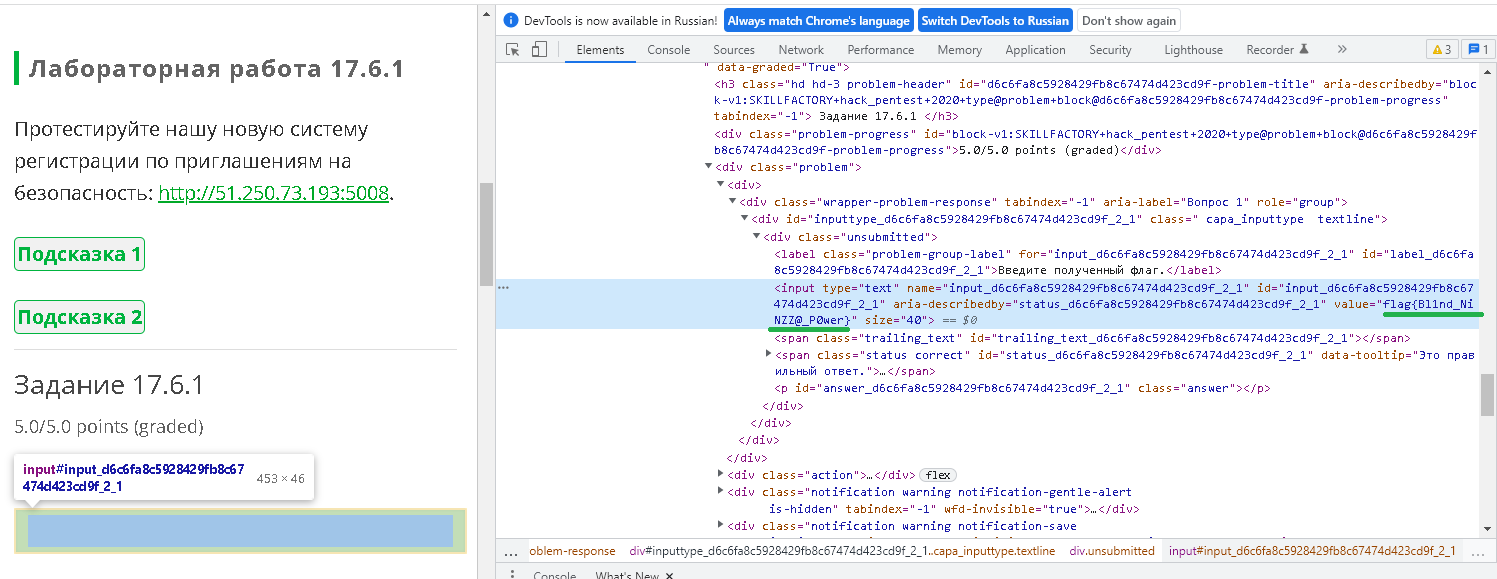 DevTools is now available in Russian! Always match Chrome's language Switch DevTools to Russian Don't show again
Elements Console Sources Network Performance Memory Application Security Lighthouse Recorder » 3 1
Лабораторная работа 17.6.1
Протестируйте нашу новую систему
регистрации по приглашениям на
безопасность: http://51.250.73.193:5008.
Подсказка 1
Подсказка 2
Задание 17.6.1
5.0/5.0 points (graded)
input#input_d6c6fa8c5928429fb8c67
474d423cd9f_2_1 453 × 46
" data-graded="True">
<h3 class="hd hd-3 problem-header" id="d6c6fa8c5928429fb8c67474d423cd9f-problem-title" aria-describedby="bloc
k-v1:SKILLFACTORY+hack_pentest+2020+type@problem+block@d6c6fa8c5928429fb8c67474d423cd9f-problem-progress"
tabindex="-1"> Задание 17.6.1 </h3>
<div class="problem-progress" id="block-v1:SKILLFACTORY+hack_pentest+2020+type@problem+block@d6c6fa8c5928429f
b8c67474d423cd9f-problem-progress">5.0/5.0 points (graded)</div>
<div class="problem">
<div>
<div class="wrapper-problem-response" tabindex="-1" aria-label="Вопрос 1" role="group">
<div id="inputtype_d6c6fa8c5928429fb8c67474d423cd9f_2_1" class=" capa_inputtype textline">
<div class="unsubmitted">
<label class="problem-group-label" for="input_d6c6fa8c5928429fb8c67474d423cd9f_2_1" id="label_d6c6fa
8c5928429fb8c67474d423cd9f_2_1">Введите полученный флаг.</label>
<input type="text" name="input_d6c6fa8c5928429fb8c67474d423cd9f_2_1" id="input_d6c6fa8c5928429fb8c67
474d423cd9f_2_1" aria-describedby="status_d6c6fa8c5928429fb8c67474d423cd9f_2_1" value="flag{Bl1nd_Ni
NZZ@_P0wer}" size="40"> == $0
<span class="trailing_text" id="trailing_text_d6c6fa8c5928429fb8c67474d423cd9f_2_1"></span>
<span class="status correct" id="status_d6c6fa8c5928429fb8c67474d423cd9f_2_1" data-tooltip="Это прав
ильный ответ.">…</span>
<p id="answer_d6c6fa8c5928429fb8c67474d423cd9f_2_1" class="answer"></p>
</div>
</div>
</div>
</div>
<div class="action">…</div> flex
<div class="notification warning notification-gentle-alert
is-hidden" tabindex="-1" wfd-invisible="true">…</div>
<div class="notification warning notification-save
... oblem-response div#inputtype_d6c6fa8c5928429fb8c67474d423cd9f_2_1..capa_inputtype.textline div.unsubmitted input#input_d6c6fa8c5928429fb8c67474d423cd9f_2_1 ...
Console What's New ×